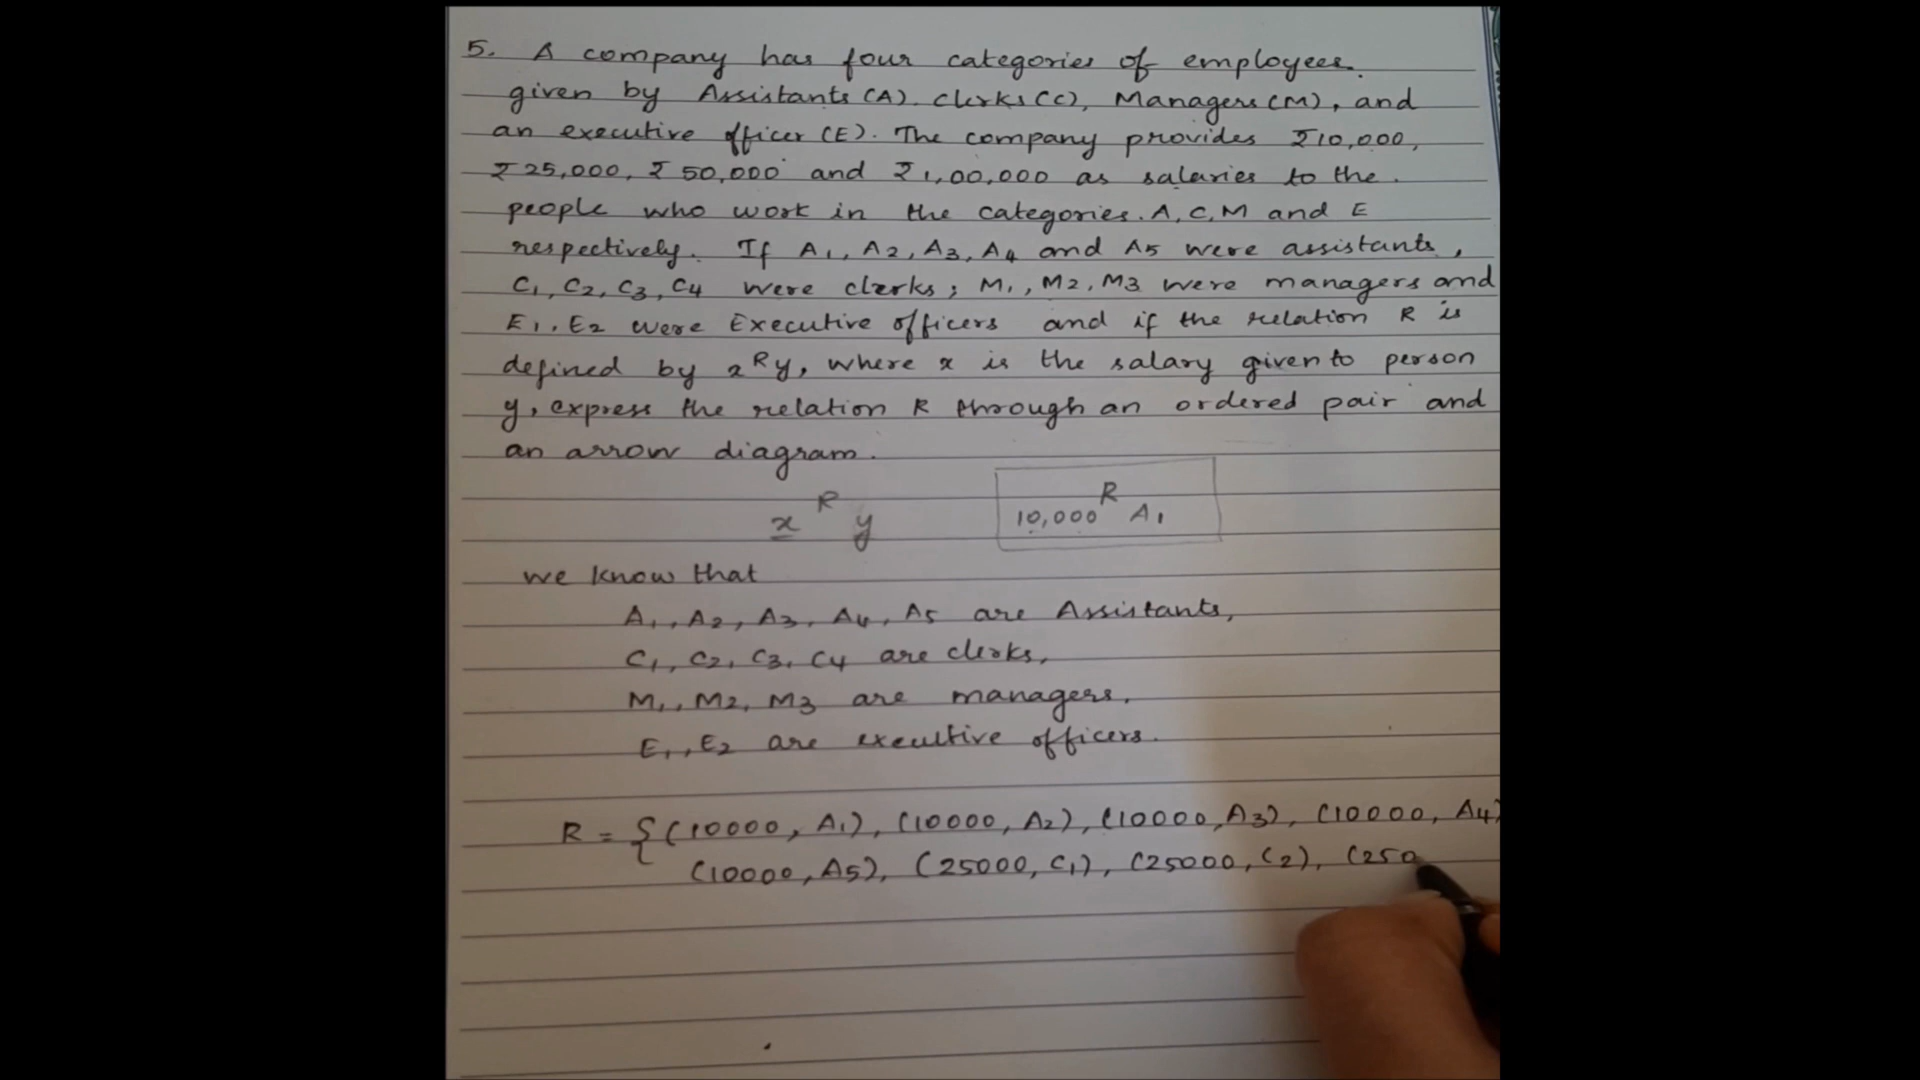 5. A company has four categories of employees.
given by Assistants (A). Clerks (C), Managers (M), and
an executive officer (E). The company provides ₹10,000,
₹25,000, ₹50,000 and ₹1,00,000 as salaries to the.
people who work in the categories. A, C, M and E
respectively. If A1, A2, A3, A4 and A5 were assistants,
C1, C2, C3, C4 were clerks; M1, M2, M3 were managers and
E1, E2 were Executive officers and if the relation R is
defined by x R y, where x is the salary given to person
y, express the relation R through an ordered pair and
an arrow diagram.
x R y
10,000 R A1
we know that
A1, A2, A3, A4, A5 are Assistants,
C1, C2, C3, C4 are clerks,
M1, M2, M3 are managers,
E1, E2 are exeultive officers.
R = {(10000, A1), (10000, A2), (10000, A3), (10000, A4)
(10000, A5), (25000, C1), (25000, C2), (250